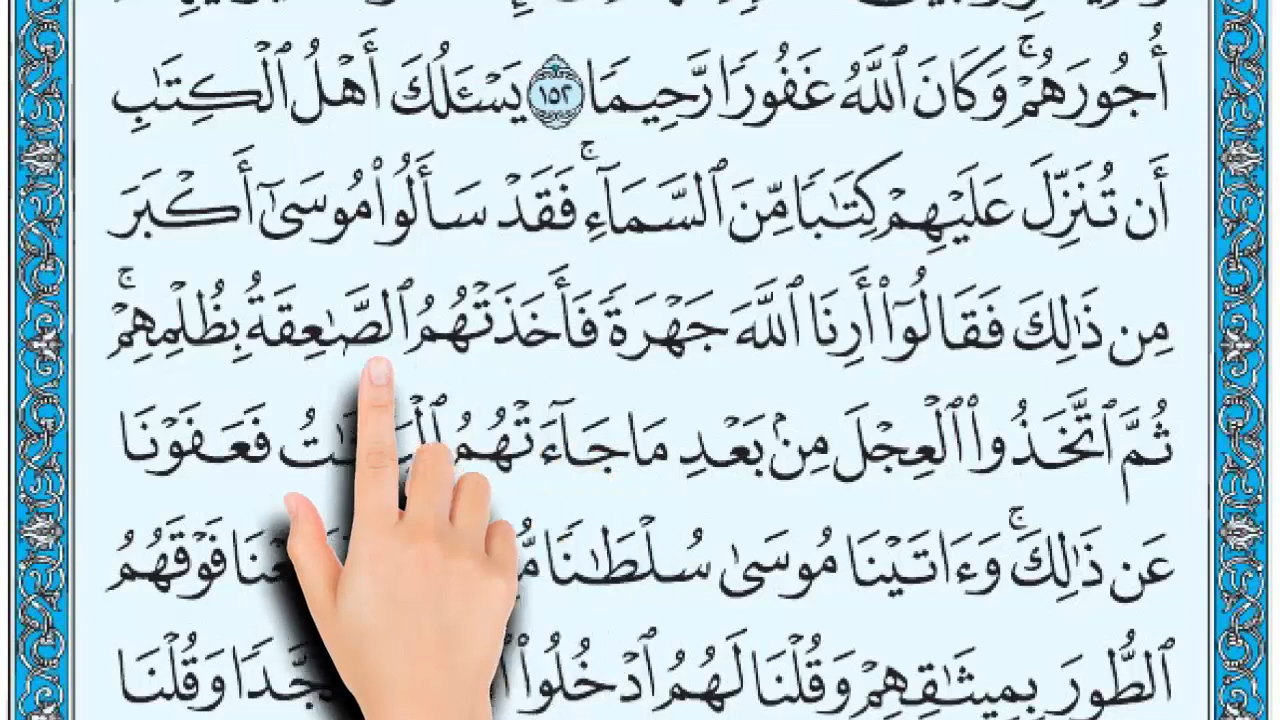 أُجُورَهُمْۚ وَكَانَ ٱللَّهُ غَفُورًا رَّحِيمًا ١٥٢ يَسْـَٔلُكَ أَهْلُ ٱلْكِتَٰبِ
أَن تُنَزِّلَ عَلَيْهِمْ كِتَٰبًا مِّنَ ٱلسَّمَآءِۚ فَقَدْ سَأَلُوا۟ مُوسَىٰٓ أَكْبَرَ
مِن ذَٰلِكَ فَقَالُوٓا۟ أَرِنَا ٱللَّهَ جَهْرَةً فَأَخَذَتْهُمُ ٱلصَّٰعِقَةُ بِظُلْمِهِمْۚ
ثُمَّ ٱتَّخَذُوا۟ ٱلْعِجْلَ مِنۢ بَعْدِ مَا جَآءَتْهُمُ فَعَفَوْنَا
عَن ذَٰلِكَۚ وَءَاتَيْنَا مُوسَىٰ سُلْطَٰنًا فَوْقَهُمُ
ٱلطُّورَ بِمِيثَٰقِهِمْ وَقُلْنَا لَهُمُ ٱدْخُلُوا۟ وَقُلْنَا